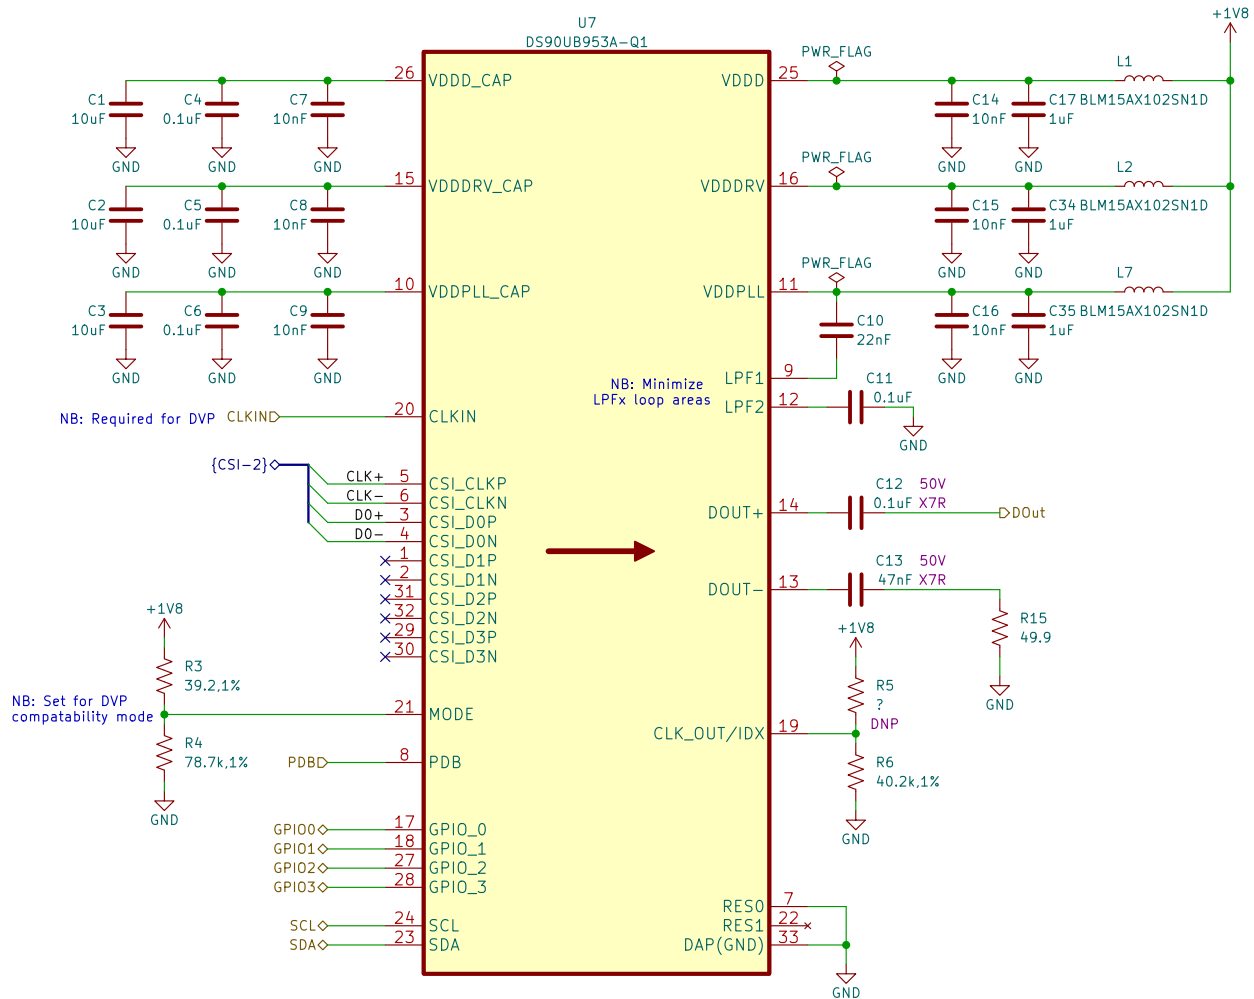 U7
DS90UB953A-Q1
+1V8
PWR_FLAG
L1
BLM15AX102SN1D
26
VDDD_CAP
VDDD
25
C1
10uF
C4
0.1uF
C7
10nF
C14
10nF
C17
1uF
GND
GND
GND
GND
GND
PWR_FLAG
L2
BLM15AX102SN1D
15
VDDDRV_CAP
VDDDRV
16
C2
10uF
C5
0.1uF
C8
10nF
C15
10nF
C34
1uF
GND
GND
GND
GND
GND
PWR_FLAG
L7
BLM15AX102SN1D
10
VDDPLL_CAP
VDDPLL
11
C3
10uF
C6
0.1uF
C9
10nF
C10
22nF
C16
10nF
C35
1uF
GND
GND
GND
GND
GND
NB: Minimize
LPFx loop areas
LPF1
9
LPF2
12
C11
0.1uF
GND
NB: Required for DVP
CLKIN
20
CLKIN
{CSI-2}
CLK+
5
CSI_CLKP
CLK-
6
CSI_CLKN
D0+
3
CSI_D0P
D0-
4
CSI_D0N
1
CSI_D1P
2
CSI_D1N
31
CSI_D2P
32
CSI_D2N
29
CSI_D3P
30
CSI_D3N
DOUT+
14
C12
0.1uF
50V
X7R
DOut
DOUT-
13
C13
47nF
50V
X7R
R15
49.9
GND
+1V8
R3
39.2,1%
NB: Set for DVP
compatability mode
21
MODE
R4
78.7k,1%
GND
+1V8
R5
?
DNP
CLK_OUT/IDX
19
R6
40.2k,1%
GND
PDB
8
PDB
GPIO0
17
GPIO_0
GPIO1
18
GPIO_1
GPIO2
27
GPIO_2
GPIO3
28
GPIO_3
SCL
24
SCL
SDA
23
SDA
RES0
7
RES1
22
DAP(GND)
33
GND